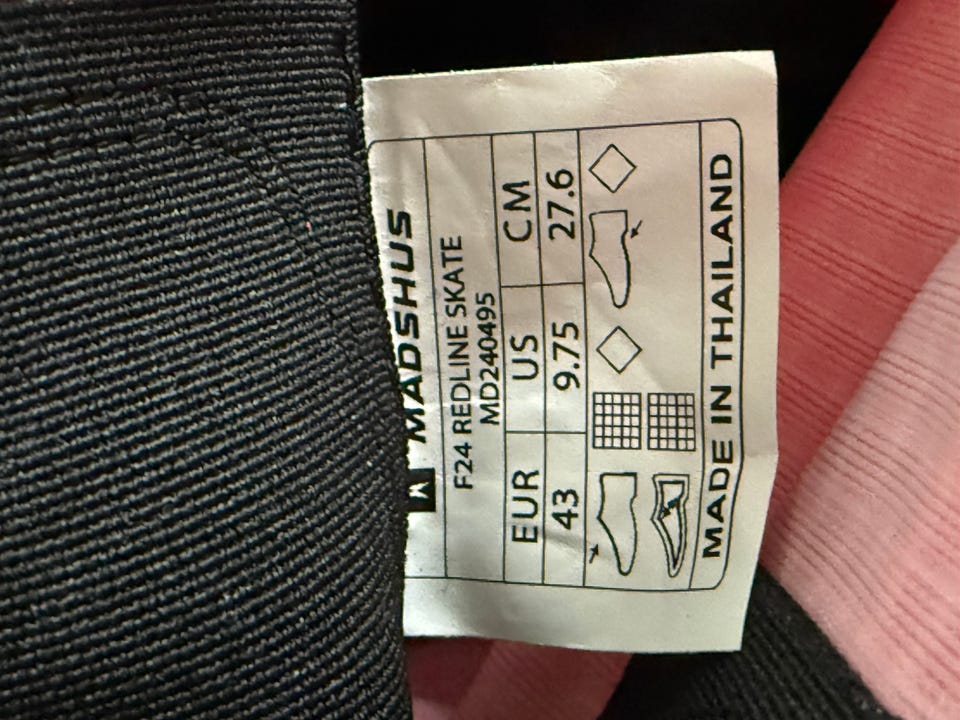 MADSHUS
F24 REDLINE SKATE
MD240495
EUR US CM
43 9.75 27.6
MADE IN THAILAND